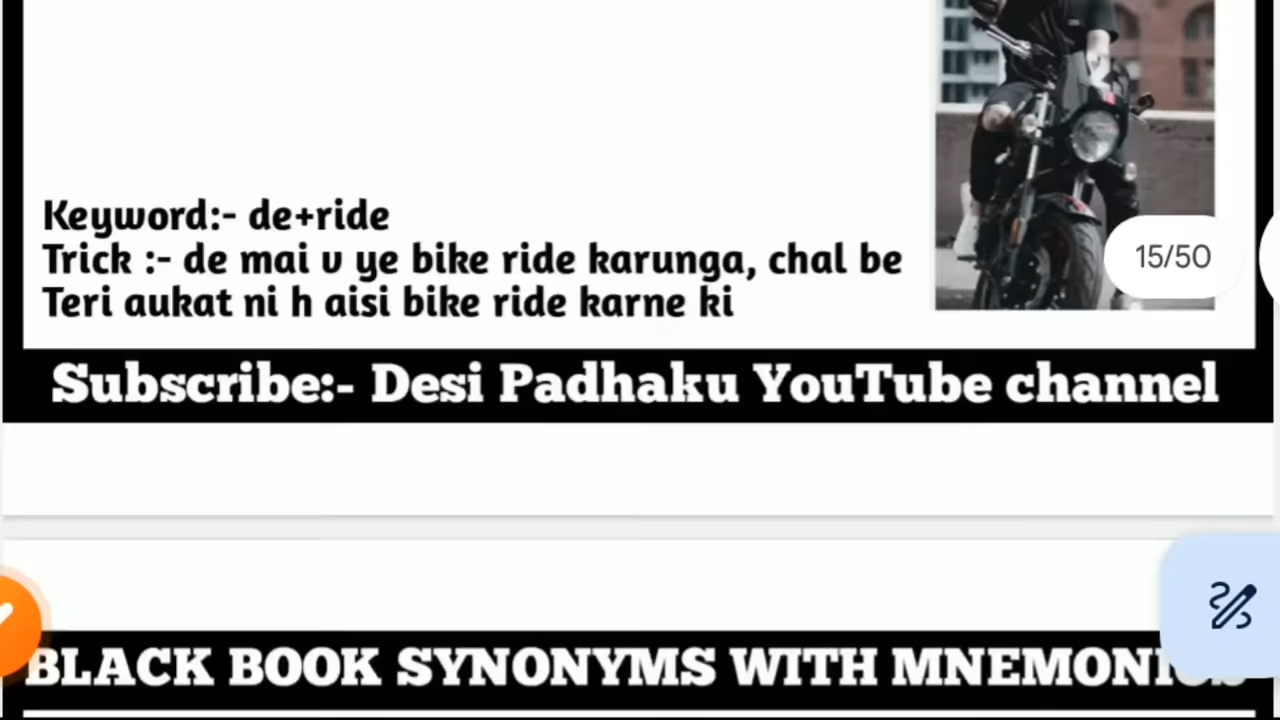 Keyword:- de+ride
Trick :- de mai u ye bike ride karunga, chal be
Teri aukat ni h aisi bike ride karne ki
15/50
Subscribe:- Desi Padhaku YouTube channel
BLACK BOOK SYNONYMS WITH MNEMONICS